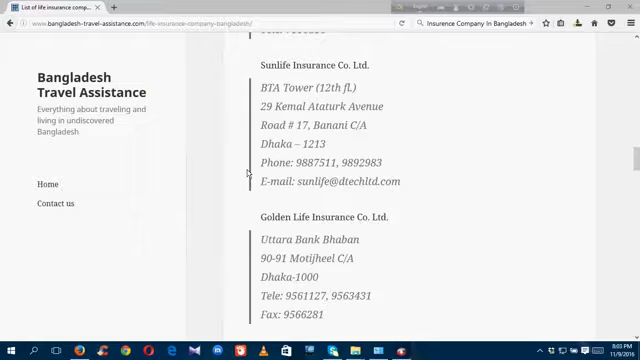 List of life insurance comp...
www.bangladesh-travel-assistance.com/life-insurance-company-bangladesh/
Insurence Company In Bangladesh
Bangladesh
Travel Assistance
Everything about traveling and
living in undiscovered
Bangladesh
Home
Contact us
Sunlife Insurance Co. Ltd.
BTA Tower (12th fl.)
29 Kemal Ataturk Avenue
Road # 17, Banani C/A
Dhaka – 1213
Phone: 9887511, 9892983
E-mail: sunlife@dtechltd.com
Golden Life Insurance Co. Ltd.
Uttara Bank Bhaban
90-91 Motijheel C/A
Dhaka-1000
Tele: 9561127, 9563431
Fax: 9566281
8:03 PM
11/9/2016